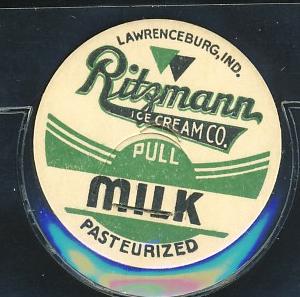 LAWRENCEBURG, IND.
Ritzmann
ICE CREAM CO.
PULL
MILK
PASTEURIZED